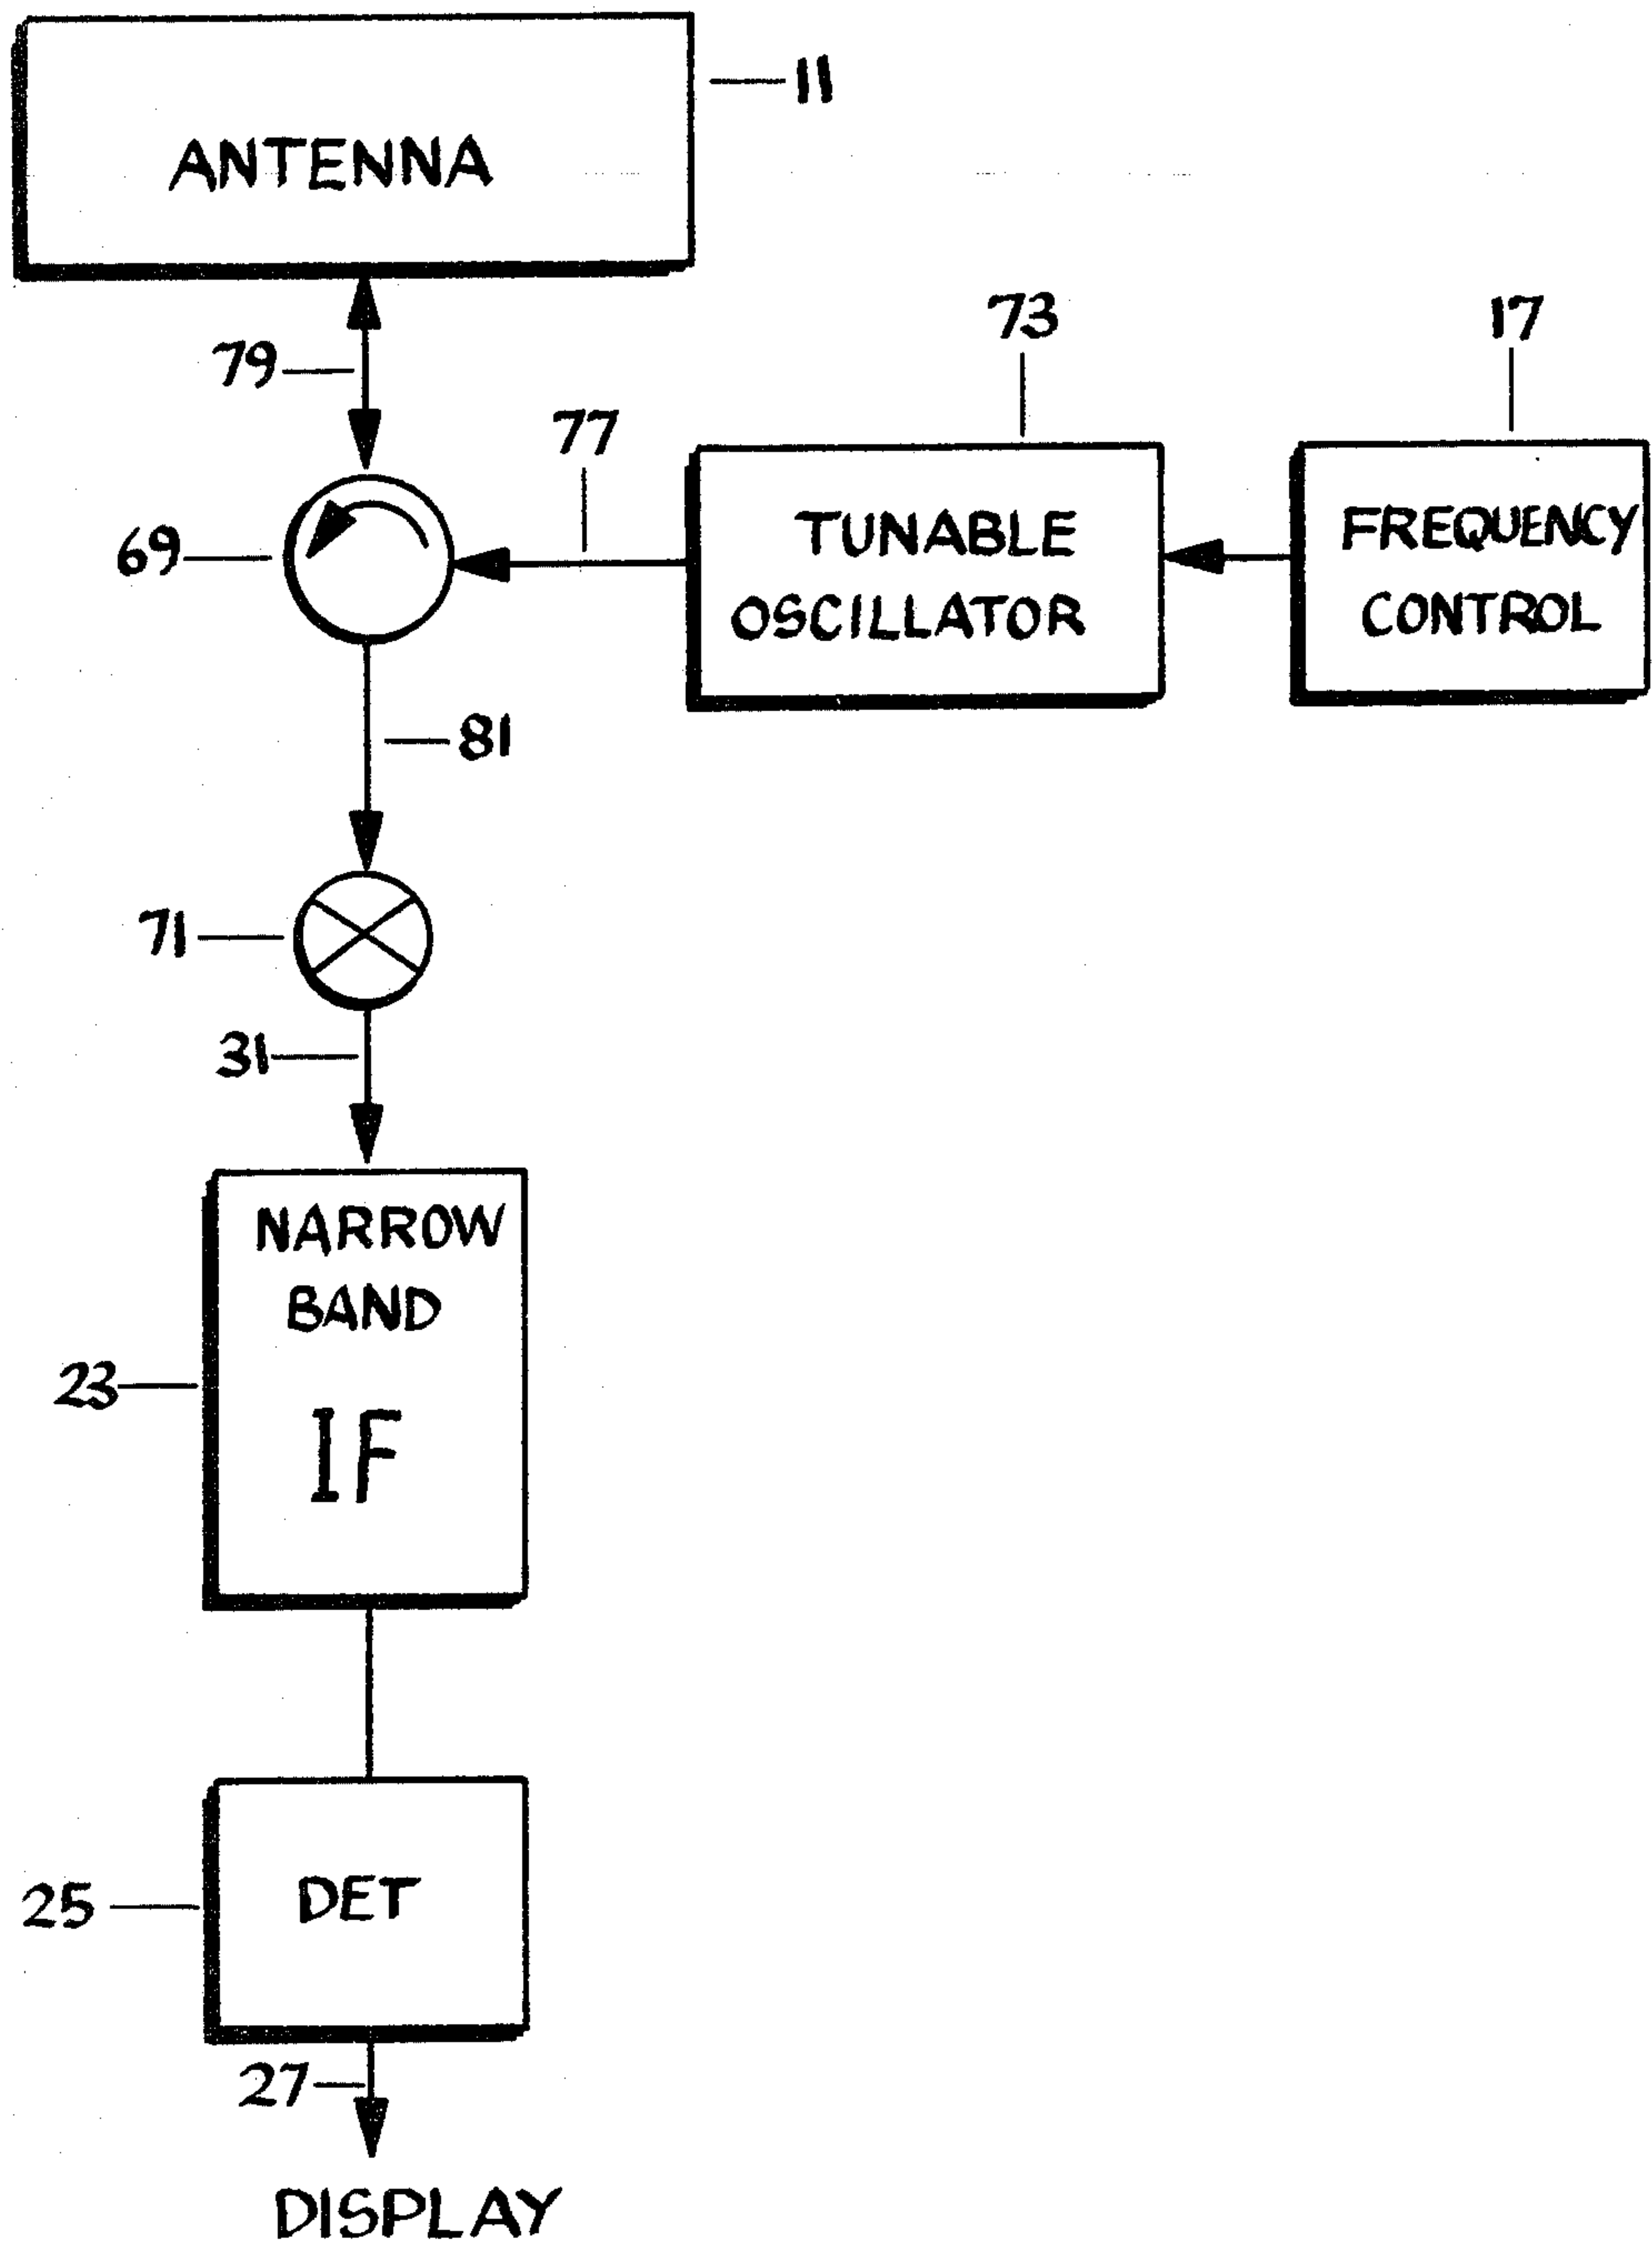 11
ANTENNA
73
17
79
77
TUNABLE
OSCILLATOR
FREQUENCY
CONTROL
69
81
71
31
NARROW
BAND
IF
23
DET
25
27
DISPLAY